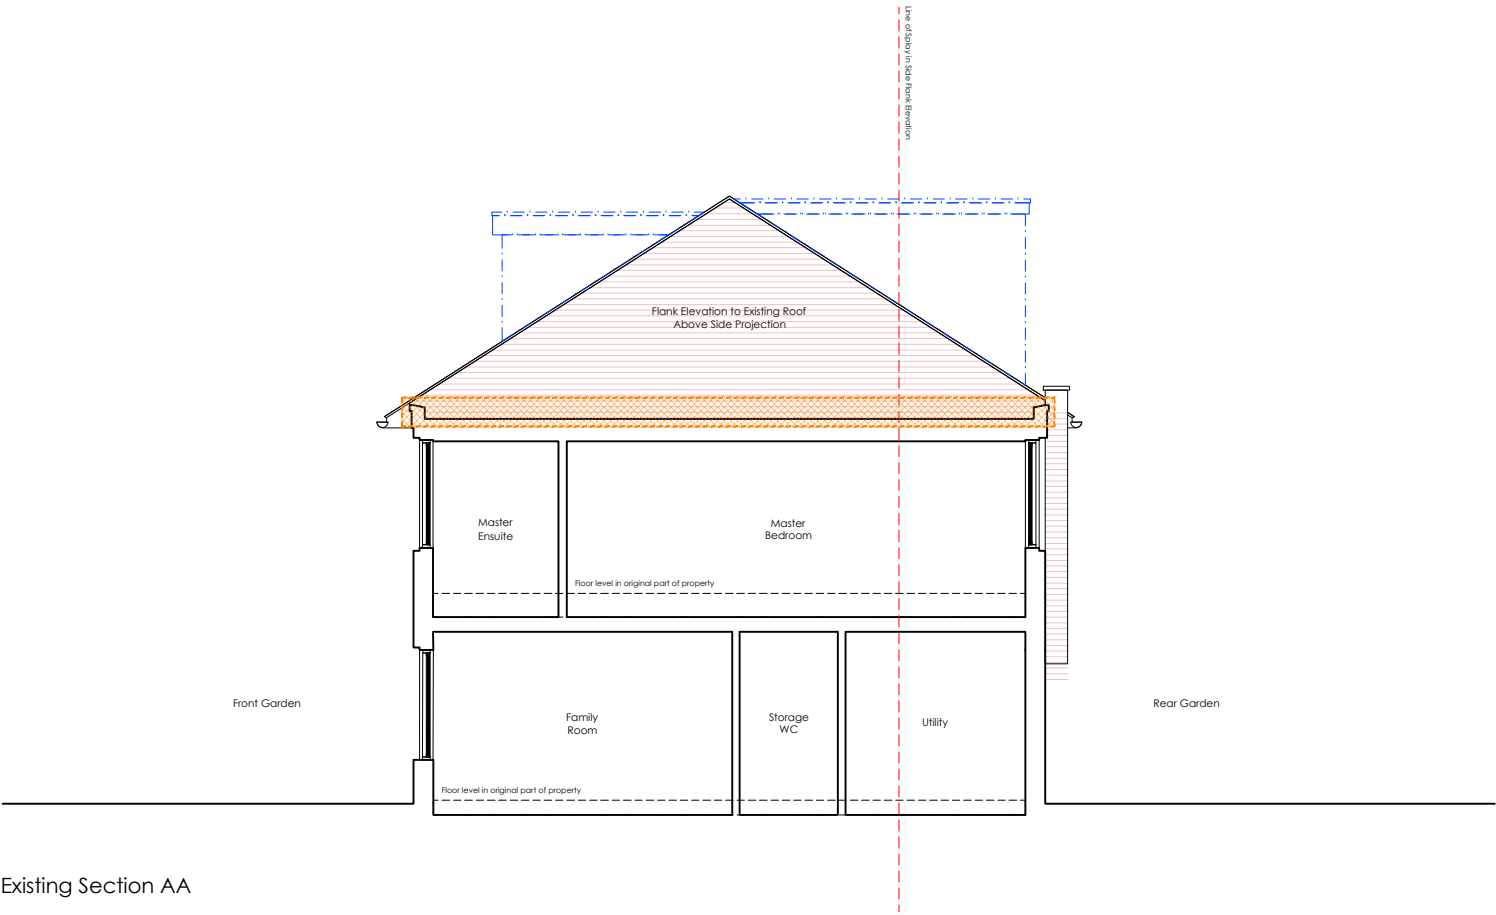 Line of Splay in Side Flank Elevation
Flank Elevation to Existing Roof
Above Side Projection
Master
Ensuite
Master
Bedroom
Floor level in original part of property
Front Garden
Family
Room
Storage
WC
Utility
Rear Garden
Floor level in original part of property
Existing Section AA